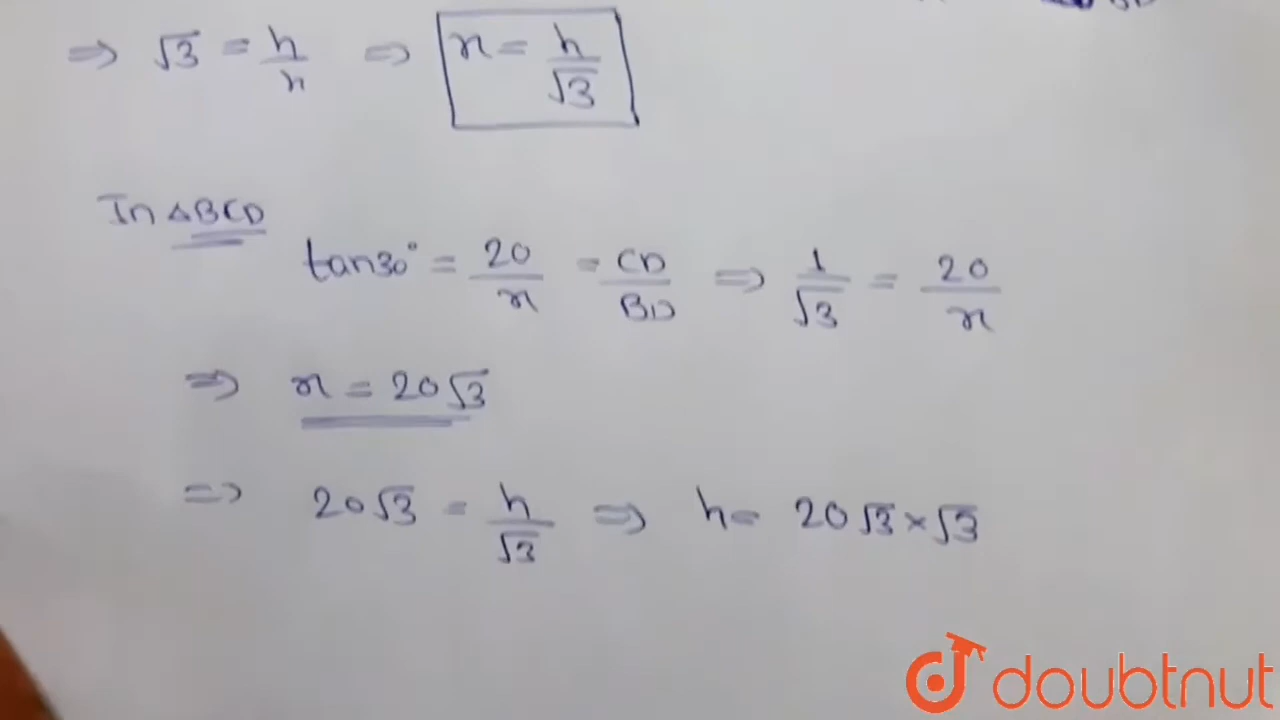 ⇒ √3 = h/x ⇒ x = h/√3
In △BCD
tan30° = 20/x = CD/BD ⇒ 1/√3 = 20/x
⇒ x = 20√3
⇒ 20√3 = h/√3 ⇒ h = 20√3×√3
doubtnut